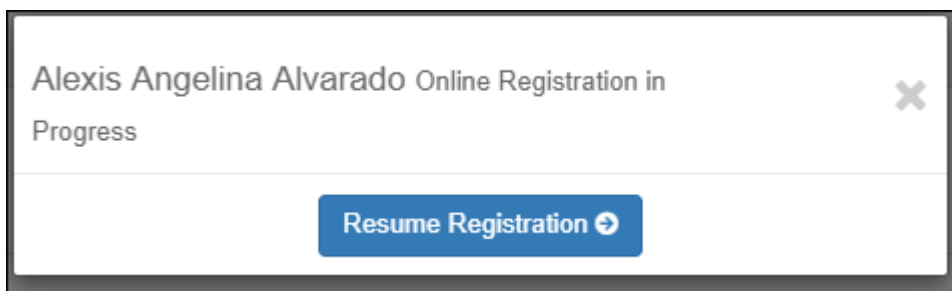 Alexis Angelina Alvarado Online Registration in
Progress
Resume Registration